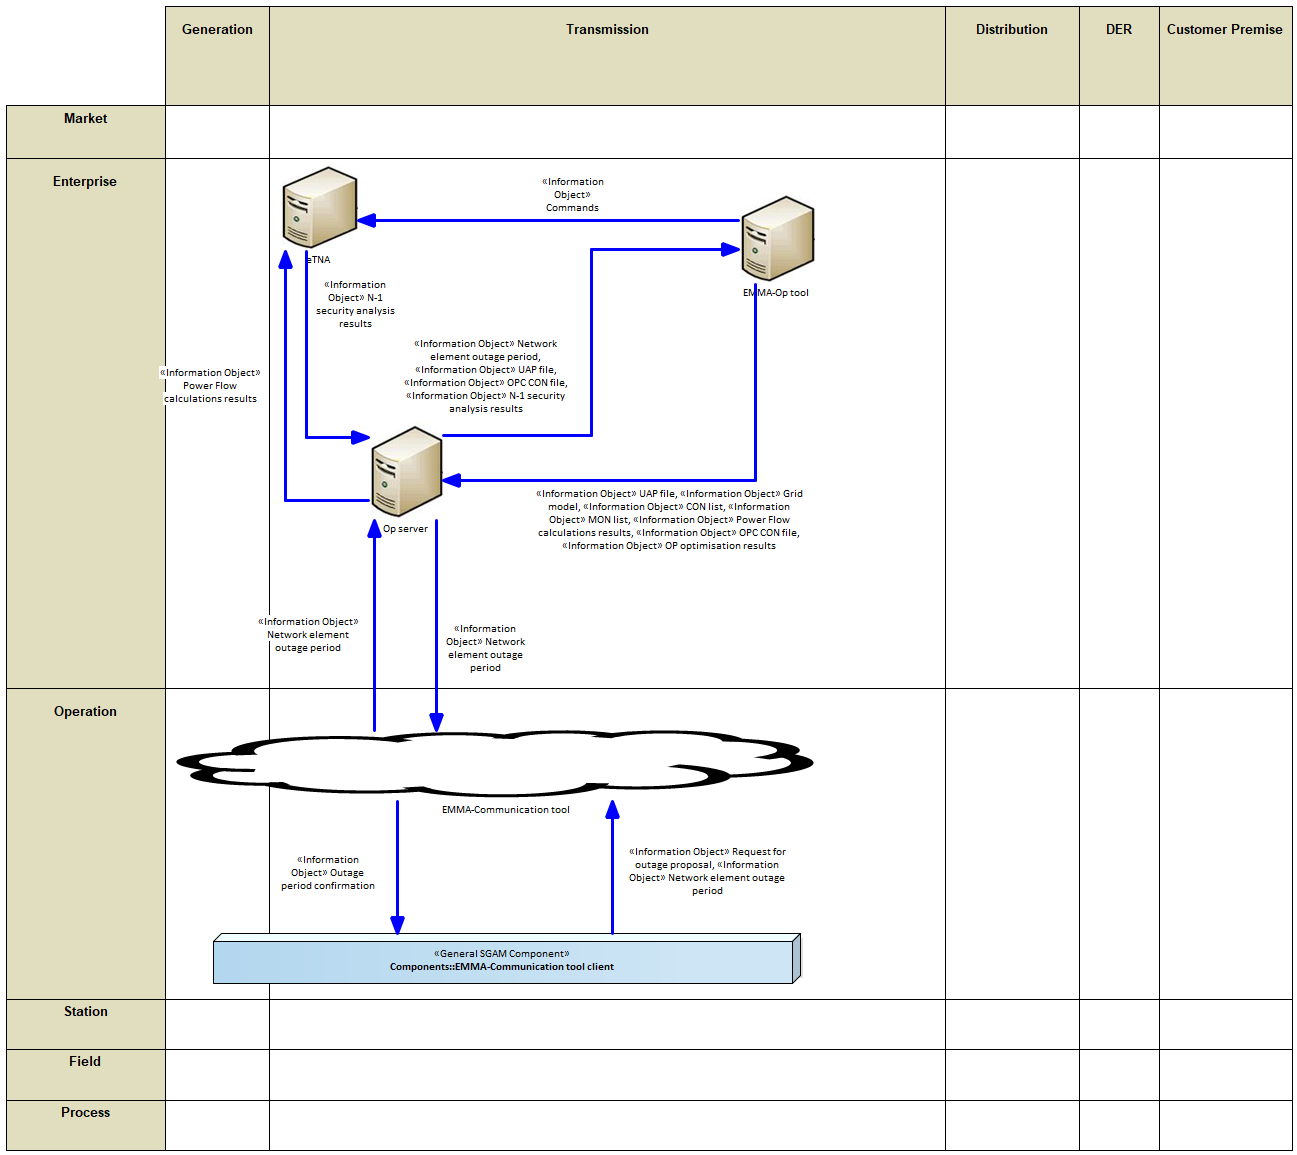 Generation
Transmission
Distribution
DER
Customer Premise
Market
Enterprise
«Information
Object»
Commands
eTNA
EMMA-Op tool
«Information
Object» N-1
security analysis
results
«Information Object» Network
element outage period,
«Information Object» UAP file,
«Information Object» OPC CON file,
«Information Object» N-1 security
analysis results
«Information Object»
Power Flow
calculations results
Op server
«Information Object» UAP file, «Information Object» Grid
model, «Information Object» CON list, «Information
Object» MON list, «Information Object» Power Flow
calculations results, «Information Object» OPC CON file,
«Information Object» OP optimisation results
«Information Object»
Network element
outage period
«Information
Object» Network
element outage
period
Operation
EMMA-Communication tool
«Information
Object» Outage
period confirmation
«Information Object» Request for
outage proposal, «Information
Object» Network element outage
period
«General SGAM Component»
Components::EMMA-Communication tool client
Station
Field
Process